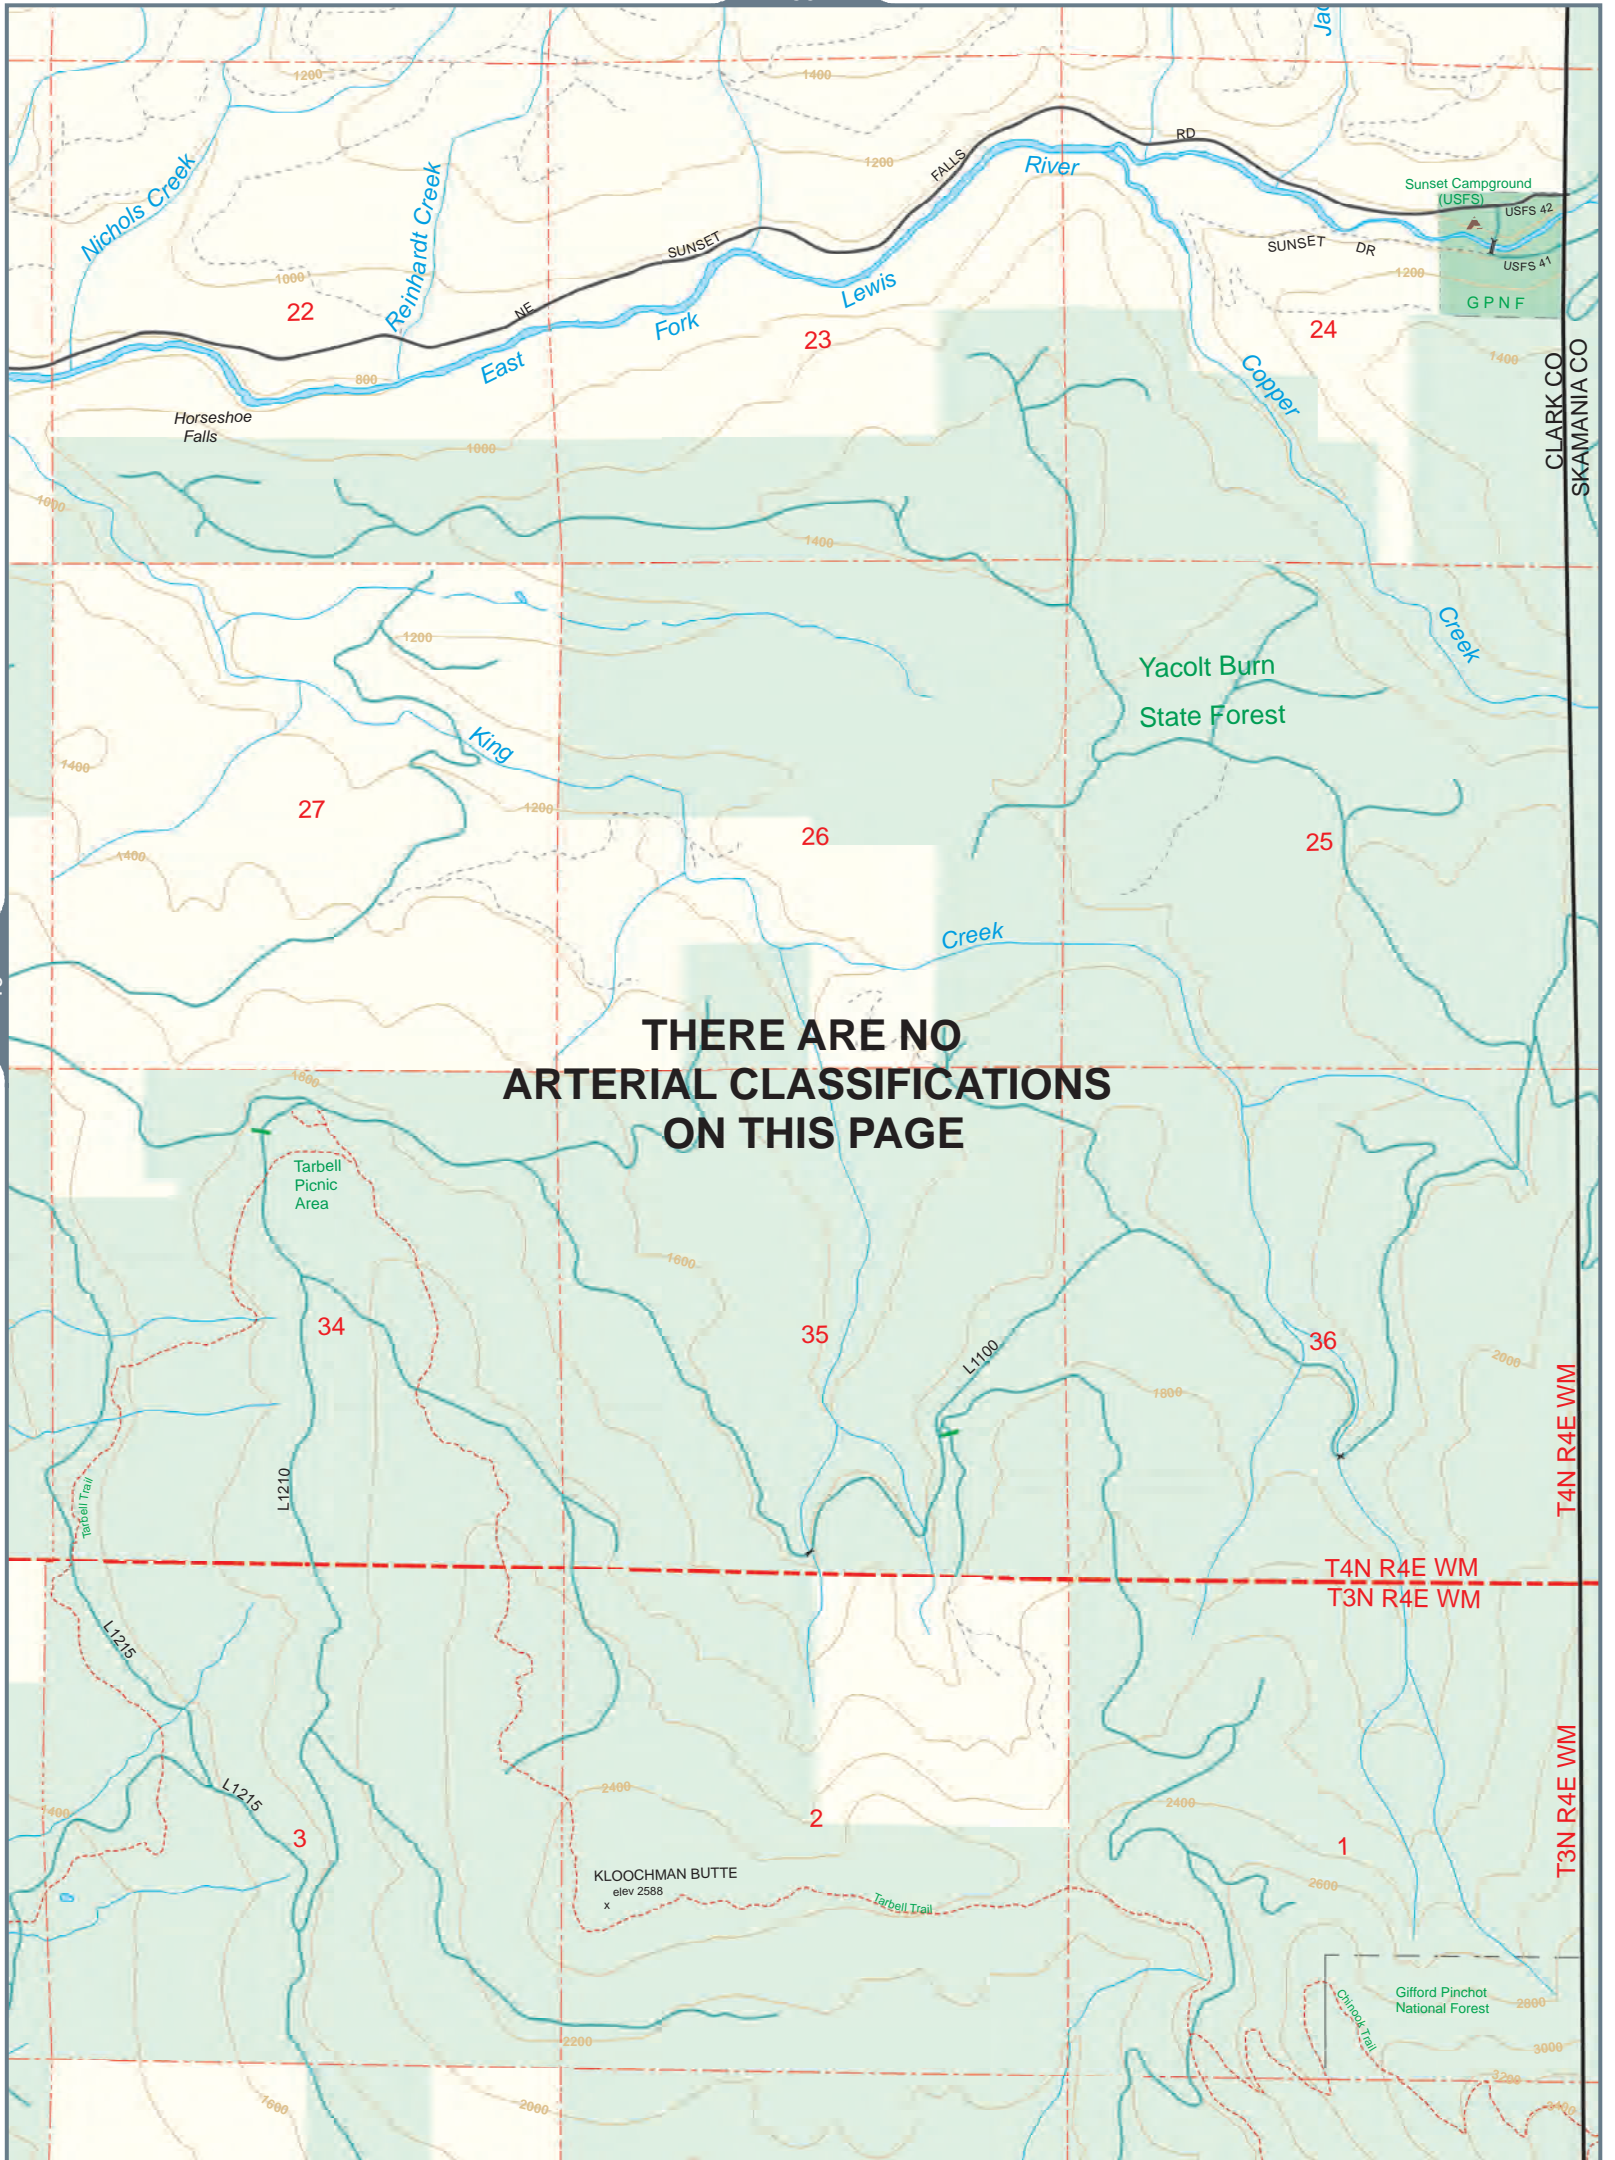 1200
1400
Jac
RD
1200
FALLS
River
Nichols Creek
Reinhardt Creek
Sunset Campground
(USFS)
USFS 42
SUNSET
SUNSET DR
USFS 41
1000
1200
Lewis
G P N F
22
NE
Fork
23
24
East
800
1400
Copper
CLARK CO
SKAMANIA CO
Horseshoe
Falls
1000
1000
1400
Creek
1200
Yacolt Burn
State Forest
King
1400
27
1200
26
25
1400
Creek
THERE ARE NO
ARTERIAL CLASSIFICATIONS
ON THIS PAGE
1800
Tarbell
Picnic
Area
1600
34
35
36
L1100
2000
1800
T4N R4E WM
L1210
Tarbell Trail
T4N R4E WM
T3N R4E WM
L1215
T3N R4E WM
2400
2400
L1215
400
3
2
1
KLOOCHMAN BUTTE
elev 2588
x
Tarbell Trail
2600
Gifford Pinchot
National Forest
2800
Chinook Trail
2200
3000
3200
1600
2000
3400